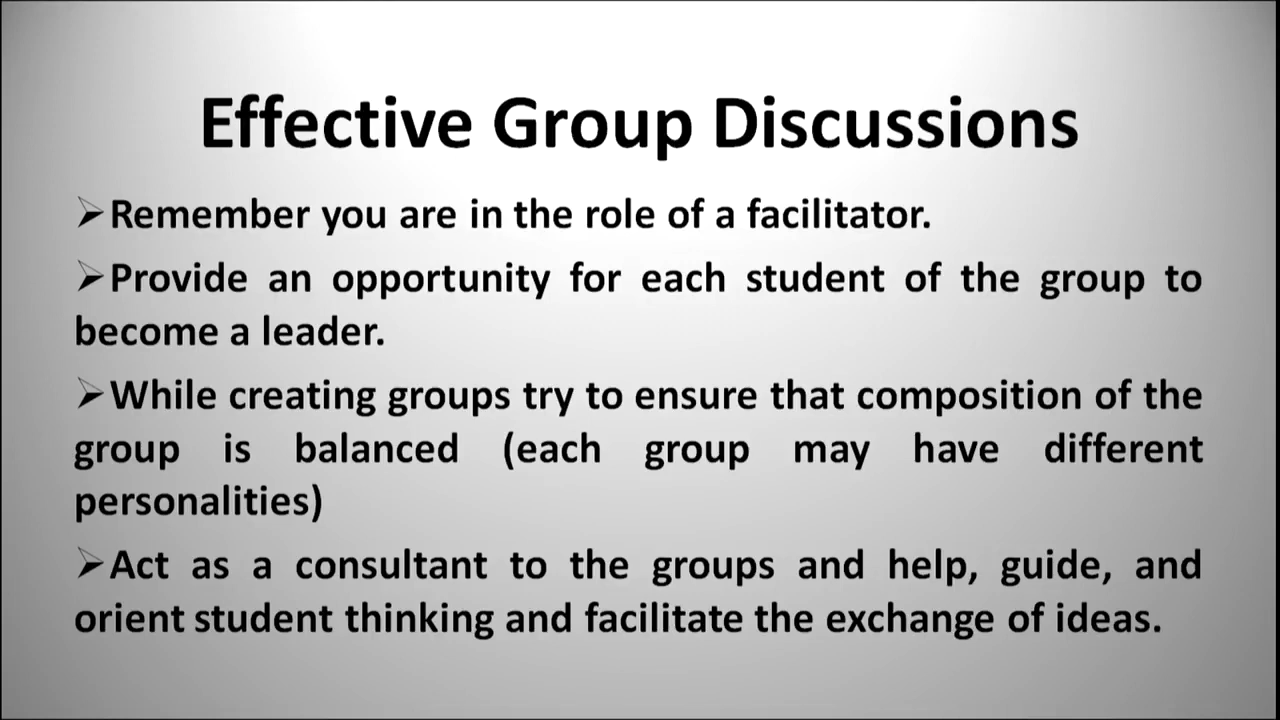 Effective Group Discussions
➢Remember you are in the role of a facilitator.
➢Provide an opportunity for each student of the group to
become a leader.
➢While creating groups try to ensure that composition of the
group is balanced (each group may have different
personalities)
➢Act as a consultant to the groups and help, guide, and
orient student thinking and facilitate the exchange of ideas.